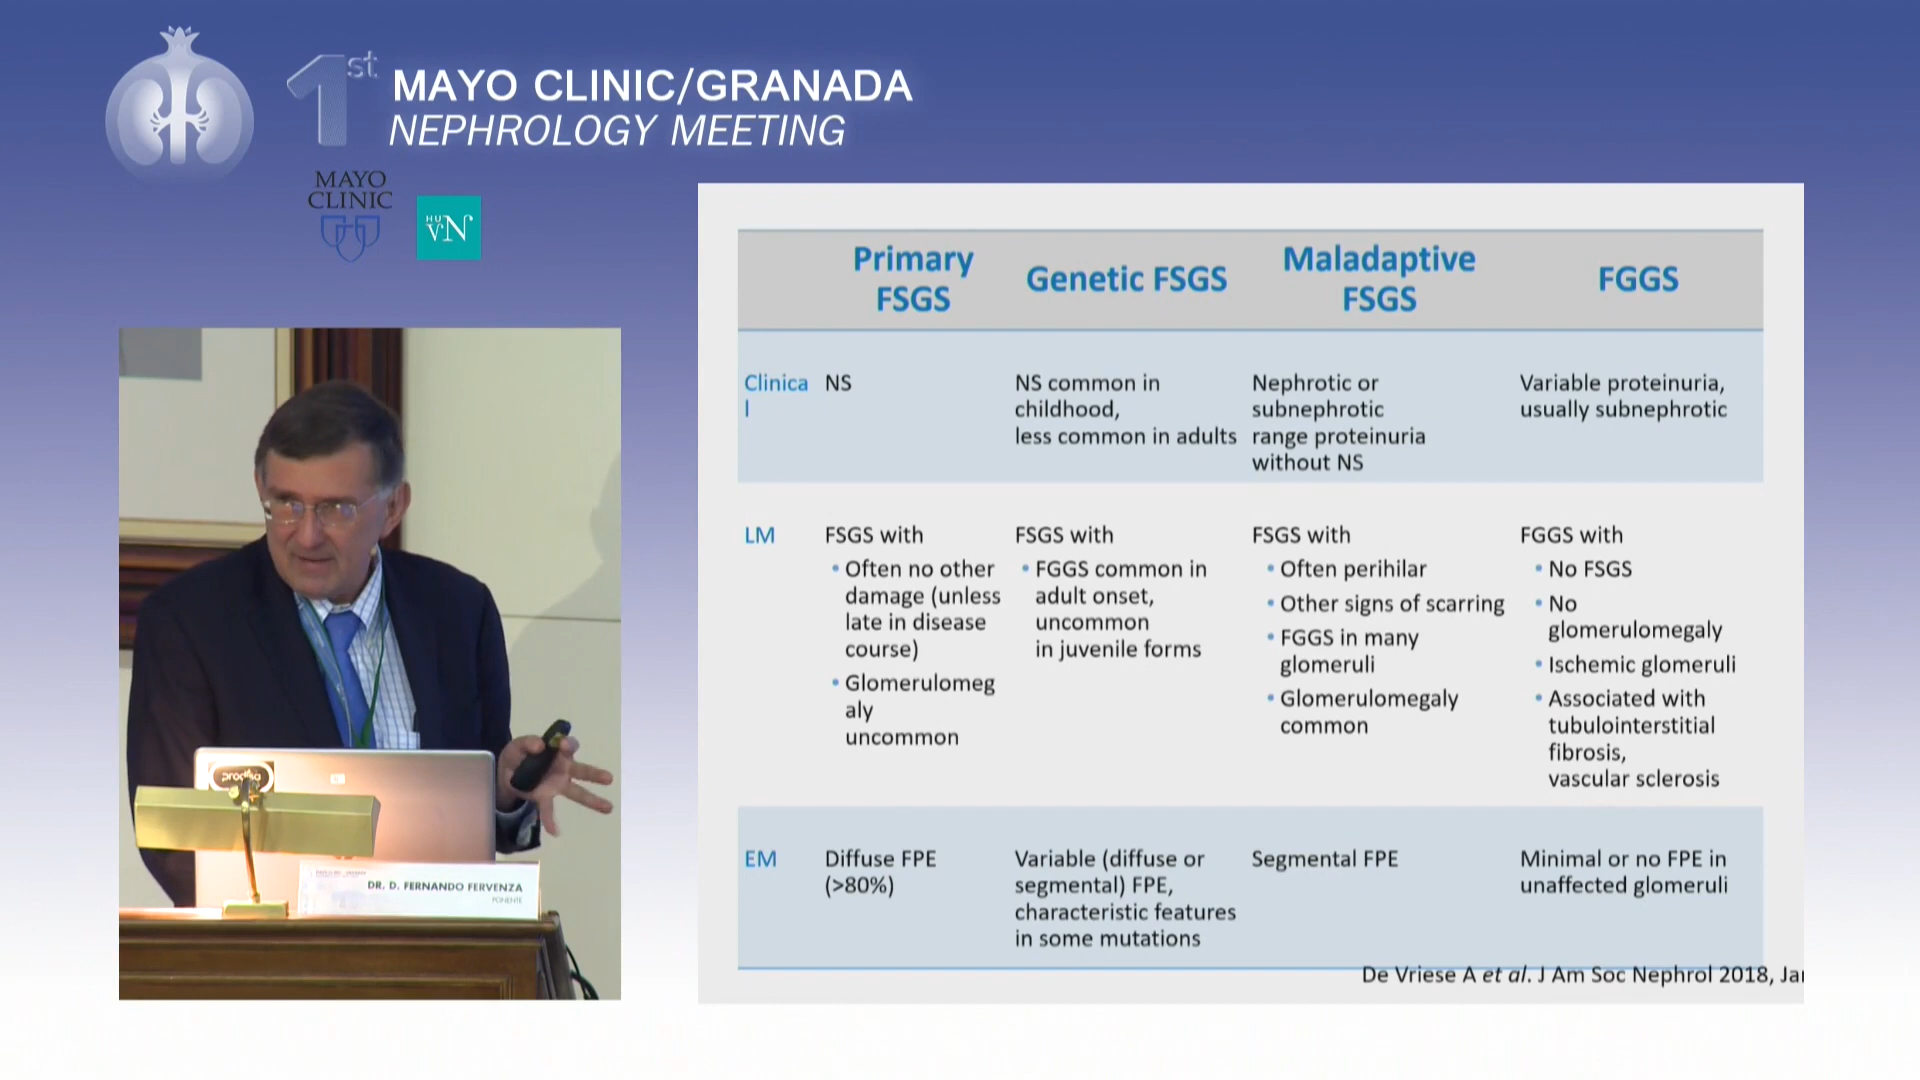 1st
MAYO CLINIC/GRANADA
NEPHROLOGY MEETING
MAYO
CLINIC
HU
VN
Primary
FSGS
Genetic FSGS
Maladaptive
FSGS
FGGS
Clinica
l
NS
NS common in
childhood,
less common in adults
Nephrotic or
subnephrotic
range proteinuria
without NS
Variable proteinuria,
usually subnephrotic
LM
FSGS with
• Often no other
damage (unless
late in disease
course)
• Glomerulomeg
aly
uncommon
FSGS with
• FGGS common in
adult onset,
uncommon
in juvenile forms
FSGS with
• Often perihilar
• Other signs of scarring
• FGGS in many
glomeruli
• Glomerulomegaly
common
FGGS with
• No FSGS
• No
glomerulomegaly
• Ischemic glomeruli
• Associated with
tubulointerstitial
fibrosis,
vascular sclerosis
EM
Diffuse FPE
(>80%)
Variable (diffuse or
segmental) FPE,
characteristic features
in some mutations
Segmental FPE
Minimal or no FPE in
unaffected glomeruli
De Vriese A et al. J Am Soc Nephrol 2018, Jan
DR. D. FERNANDO FERVENZA
PONENTE